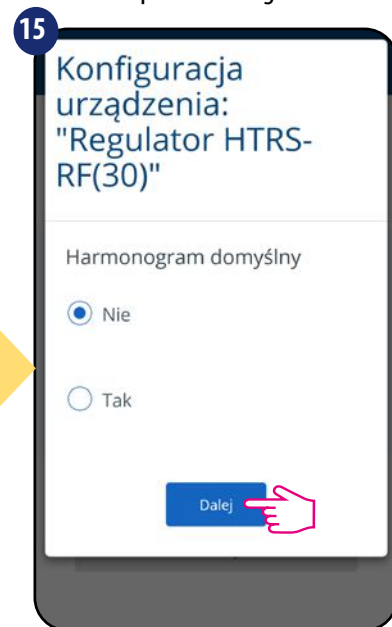 15
Konfiguracja
urządzenia:
"Regulator HTRS-
RF(30)"
Harmonogram domyślny
Nie
Tak
Dalej